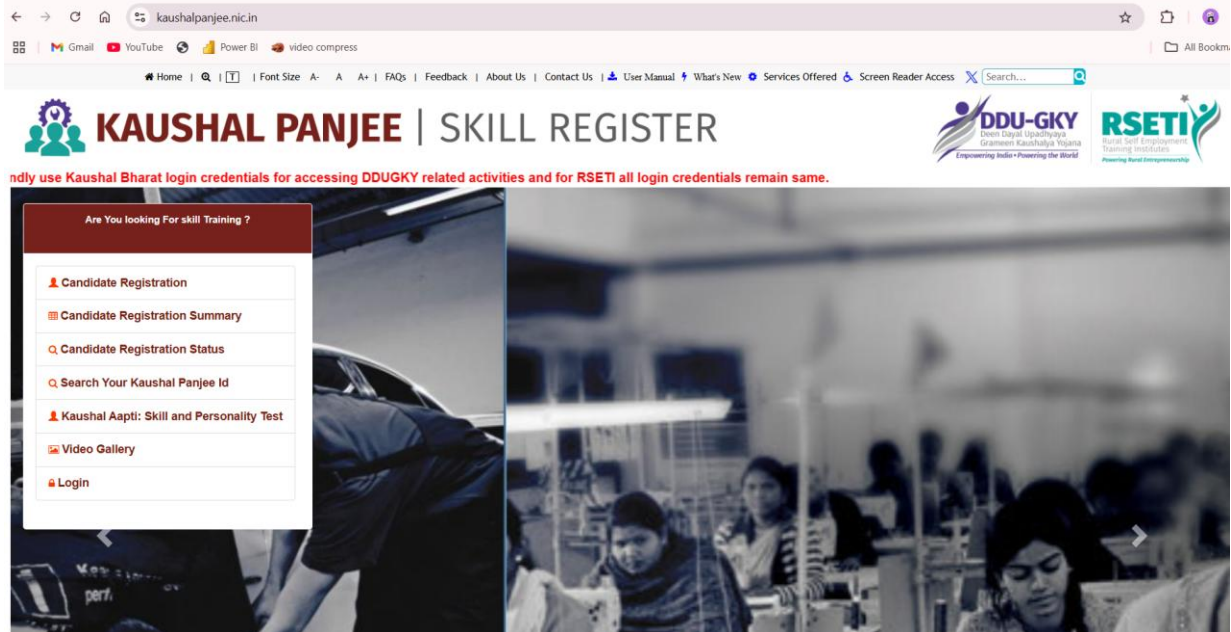 kaushalpanjee.nic.in
Gmail YouTube Power BI video compress All Bookma
Home | | T | Font Size A- A A+ | FAQs | Feedback | About Us | Contact Us | User Manual What's New Services Offered Screen Reader Access Search...
KAUSHAL PANJEE | SKILL REGISTER
DDU-GKY
Deen Dayal Upadhyaya
Grameen Kaushalya Yojana
Empowering India • Powering the World
RSETI
Rural Self Employment
Training Institutes
Powering Rural Entrepreneurship
ndly use Kaushal Bharat login credentials for accessing DDUGKY related activities and for RSETI all login credentials remain same.
Are You looking For skill Training ?
Candidate Registration
Candidate Registration Summary
Candidate Registration Status
Search Your Kaushal Panjee Id
Kaushal Aapti: Skill and Personality Test
Video Gallery
Login